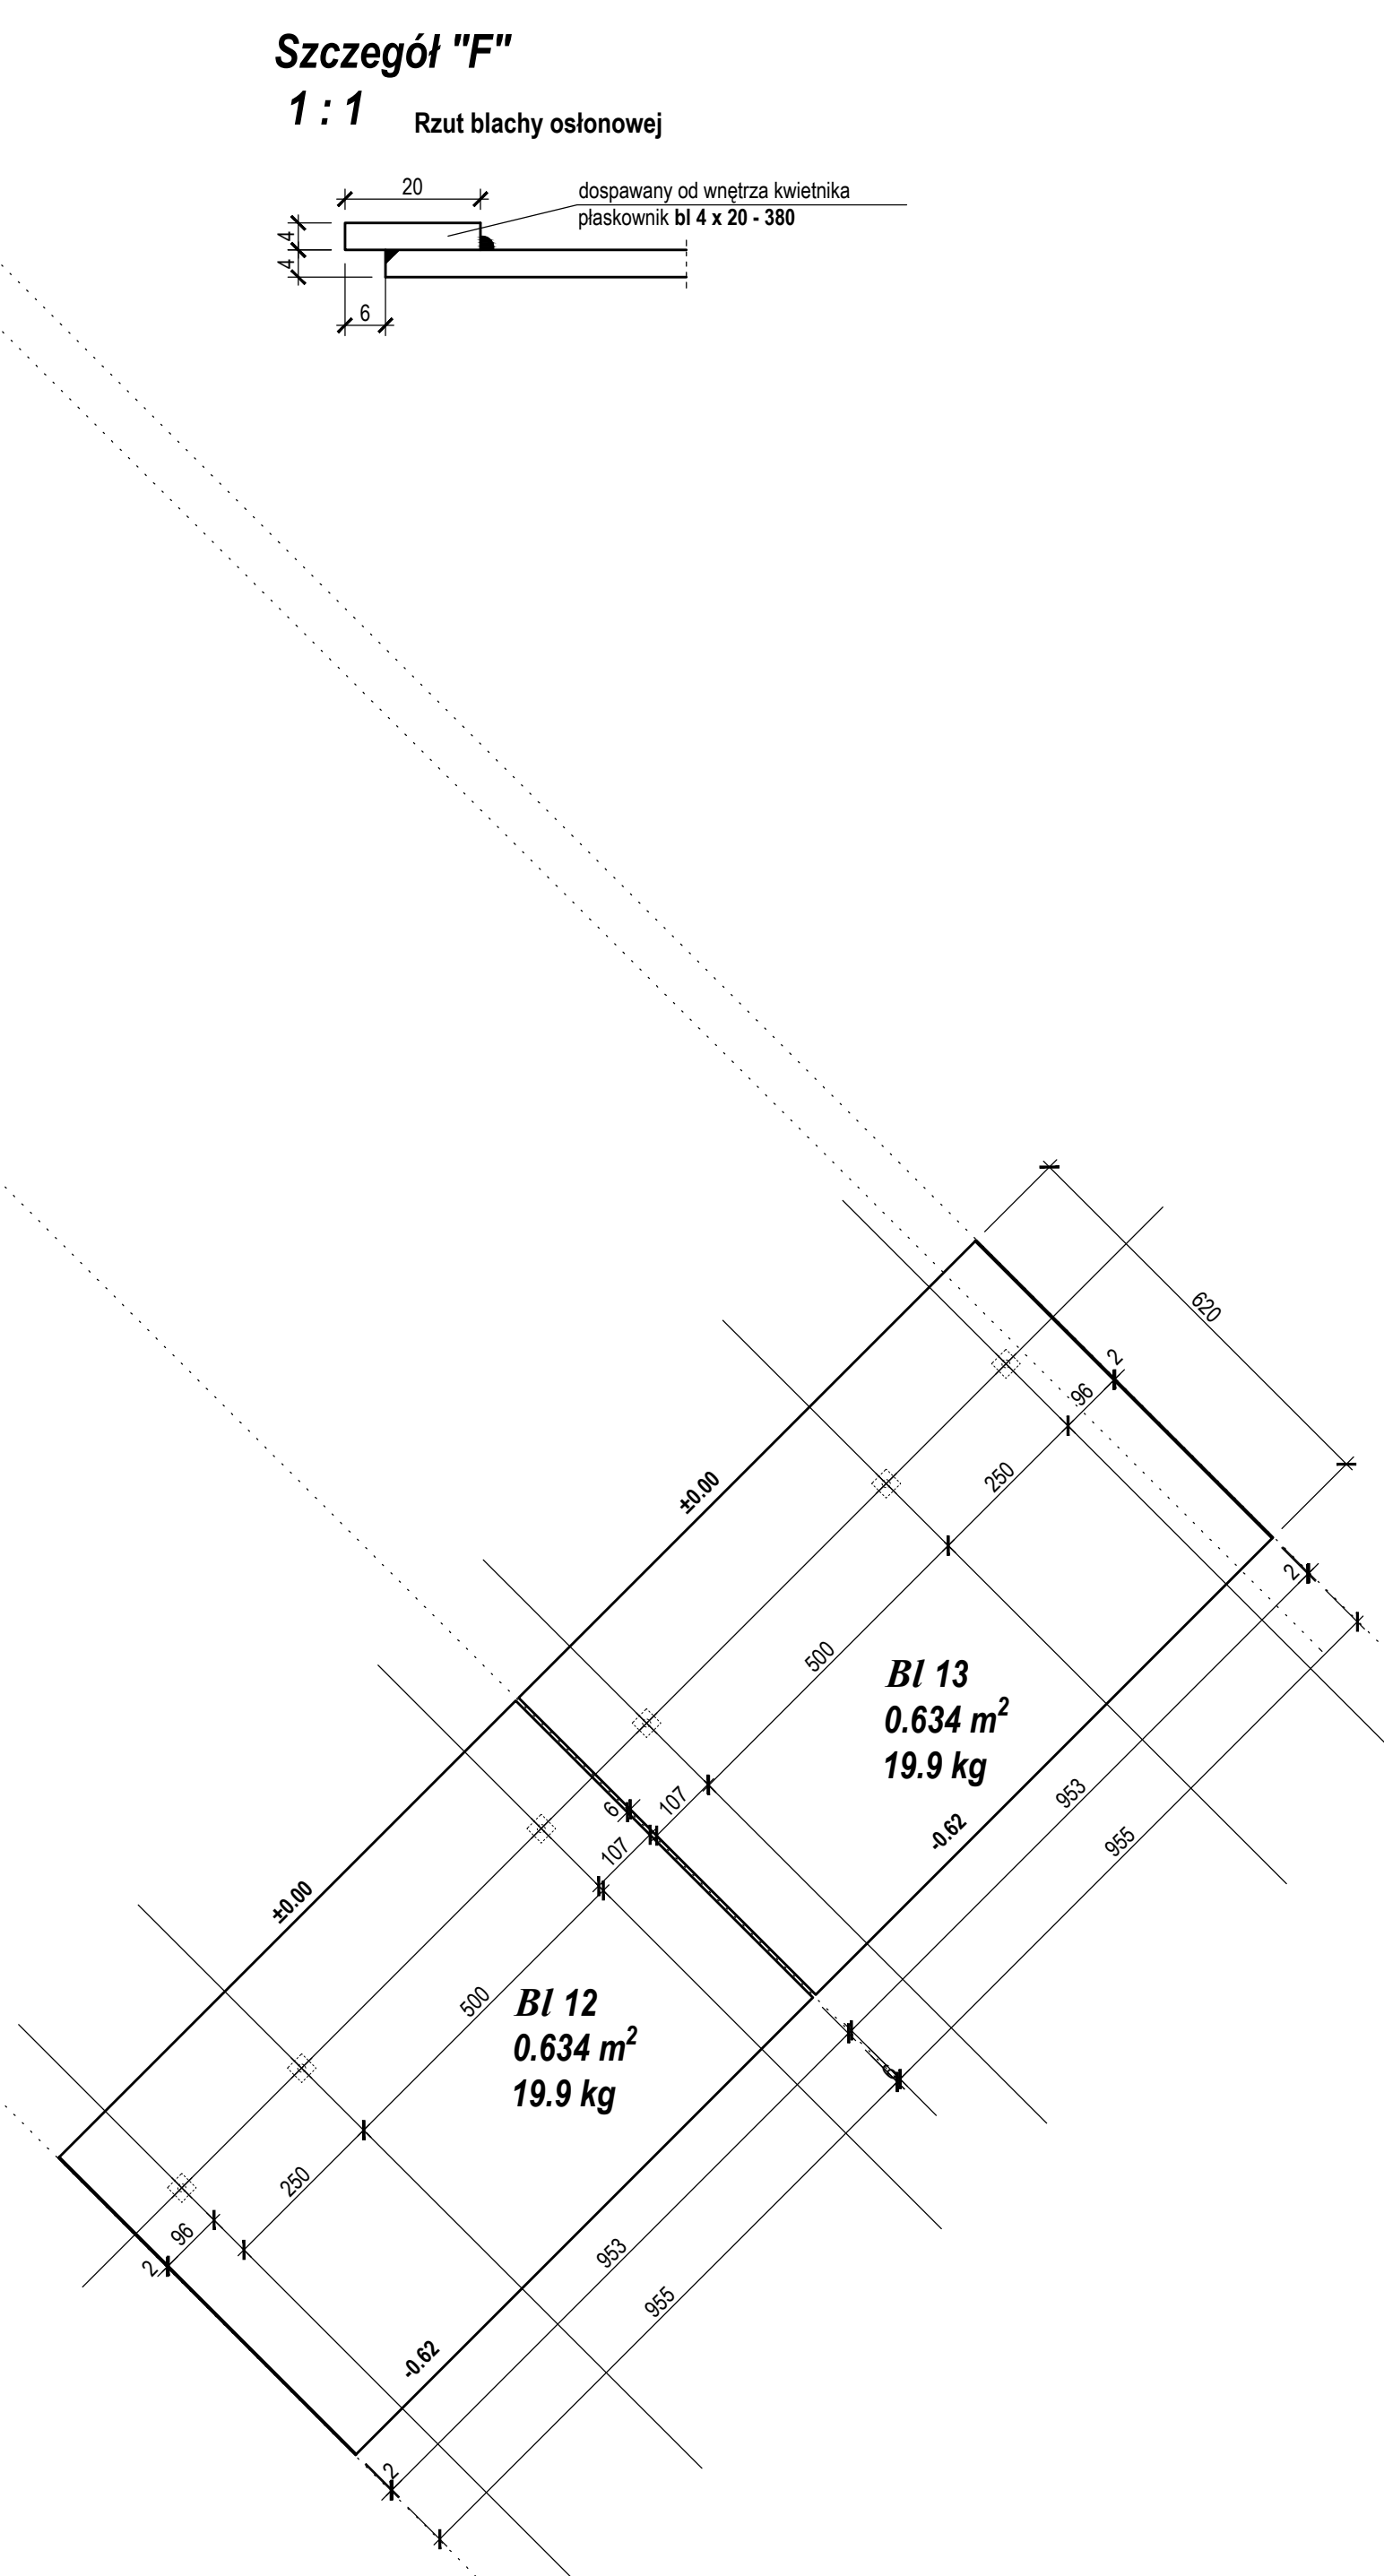 Szczegół "F"
1 : 1 Rzut blachy osłonowej
20
dospawany od wnętrza kwietnika
płaskownik bl 4 x 20 - 380
4
4
6
620
2
96
250
±0.00
500
2
Bl 13
0.634 m²
19.9 kg
107
6
107
953
-0.62
955
±0.00
500
Bl 12
0.634 m²
19.9 kg
6
250
96
2
953
955
-0.62
2